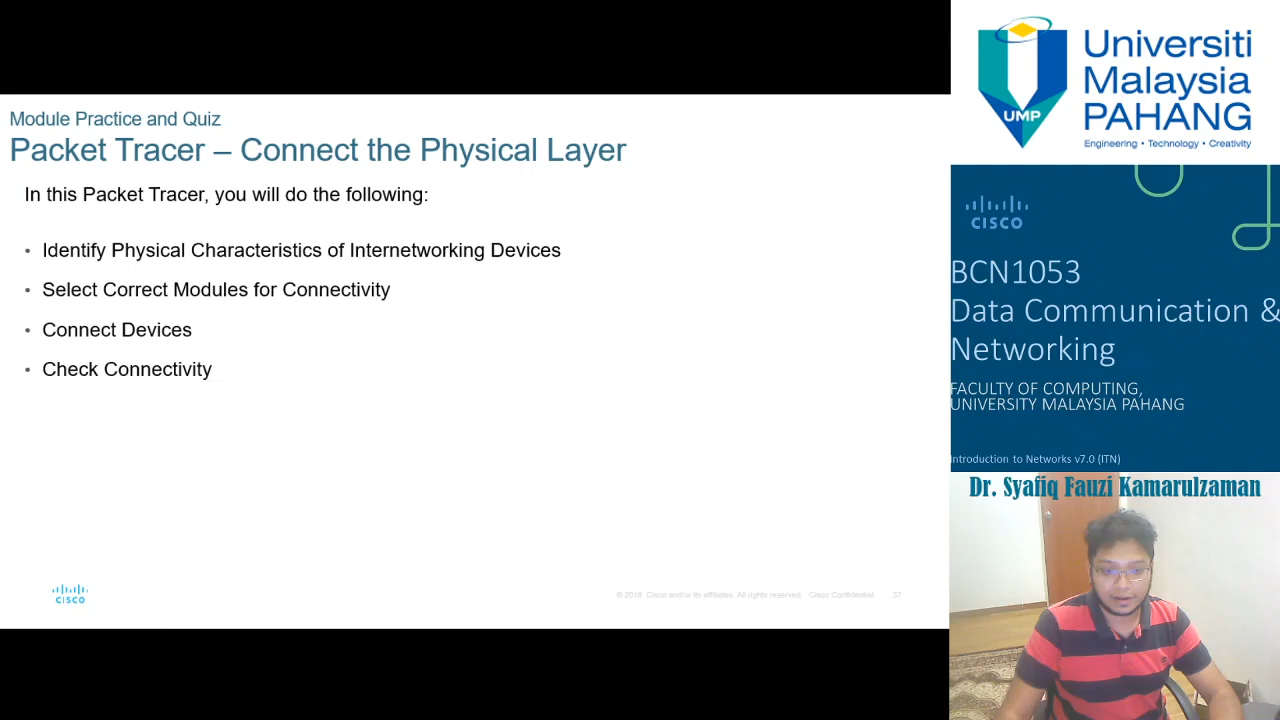 Module Practice and Quiz
Packet Tracer – Connect the Physical Layer
In this Packet Tracer, you will do the following:
• Identify Physical Characteristics of Internetworking Devices
• Select Correct Modules for Connectivity
• Connect Devices
• Check Connectivity
CISCO
© 2016 Cisco and/or its affiliates. All rights reserved. Cisco Confidential 37
UMP
Universiti
Malaysia
PAHANG
Engineering • Technology • Creativity
CISCO
BCN1053
Data Communication &
Networking
FACULTY OF COMPUTING,
UNIVERSITY MALAYSIA PAHANG
Introduction to Networks v7.0 (ITN)
Dr. Syafiq Fauzi Kamarulzaman